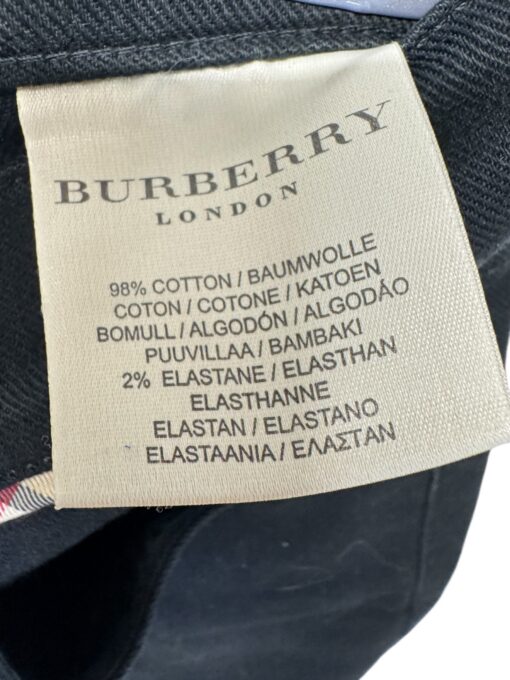 BURBERRY
LONDON
98% COTTON / BAUMWOLLE
COTON / COTONE / KATOEN
BOMULL / ALGODÓN / ALGODÃO
PUUVILLAA / BAMBAKI
2% ELASTANE / ELASTHAN
ELASTHANNE
ELASTAN / ELASTANO
ELASTAANIA / ΕΛΑΣΤΑΝ